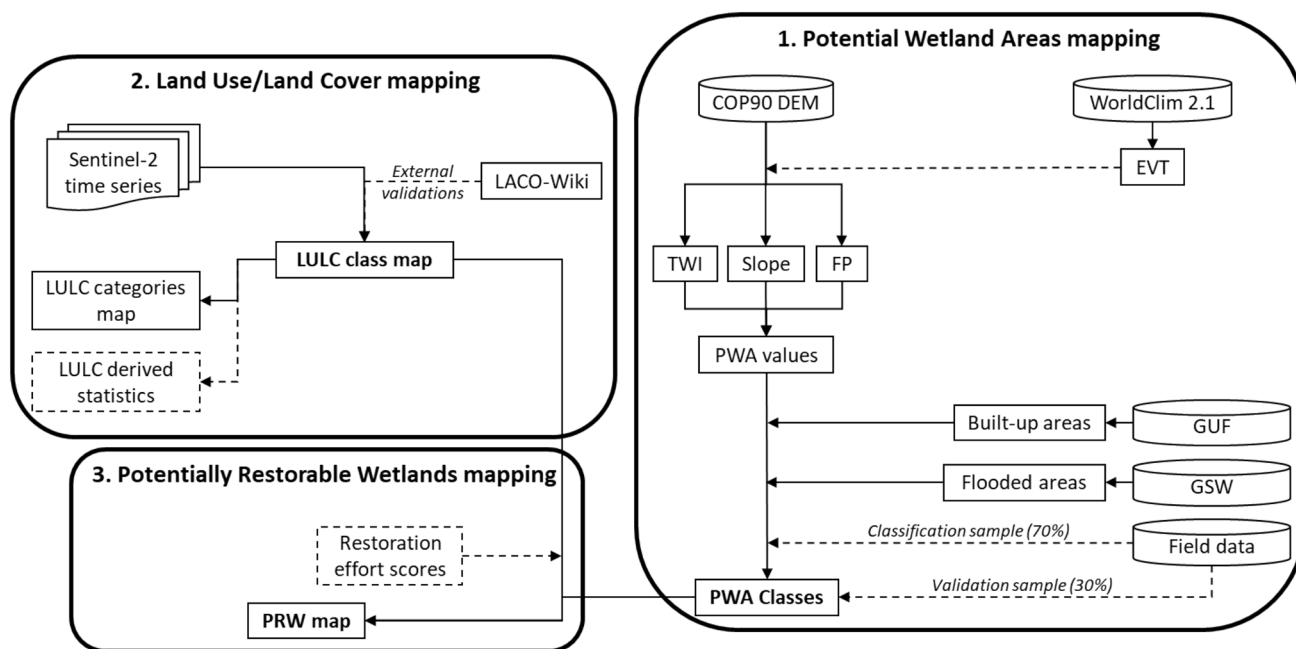 2. Land Use/Land Cover mapping
Sentinel-2
time series
External
validations
LACO-Wiki
LULC class map
LULC categories
map
LULC derived
statistics
1. Potential Wetland Areas mapping
COP90 DEM
WorldClim 2.1
EVT
TWI
Slope
FP
PWA values
Built-up areas
GUF
Flooded areas
GSW
Classification sample (70%)
Field data
Validation sample (30%)
PWA Classes
3. Potentially Restorable Wetlands mapping
Restoration
effort scores
PRW map